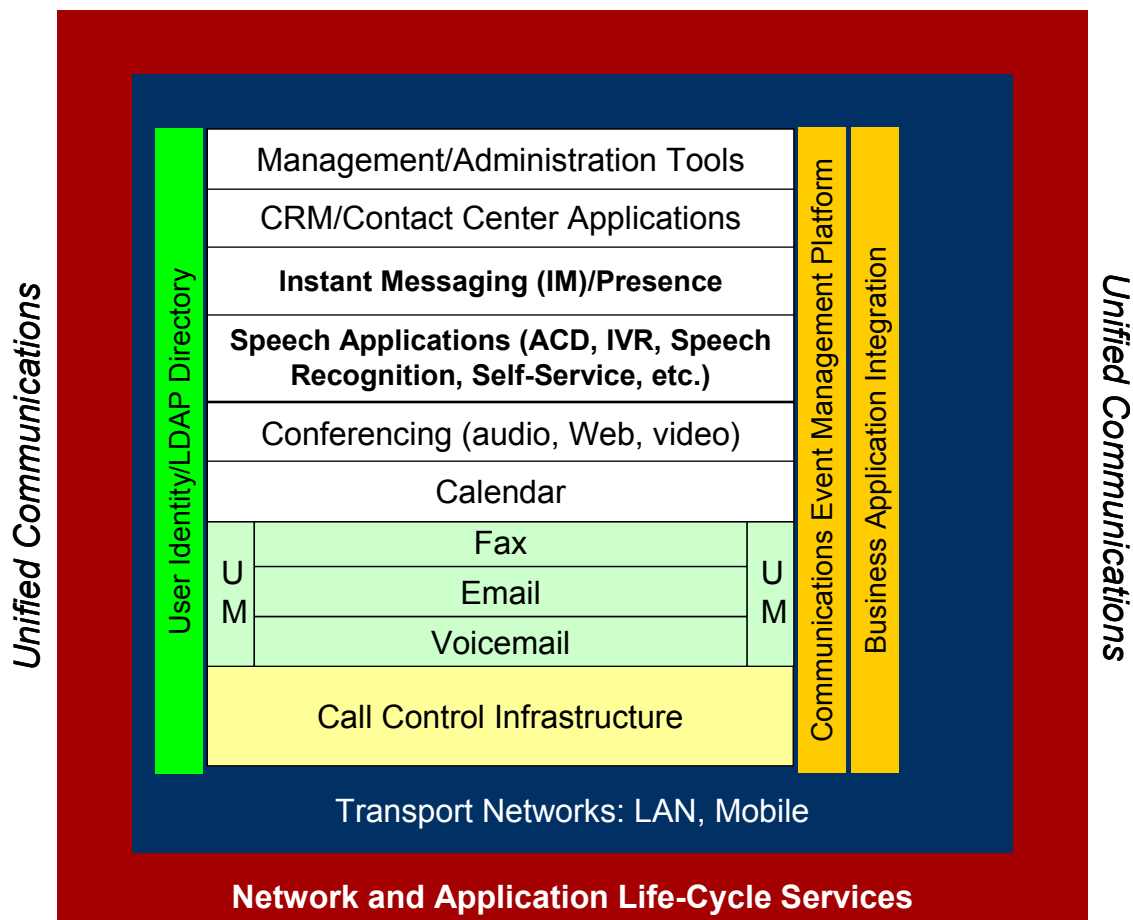 Unified Communications
User Identity/LDAP Directory
Management/Administration Tools
CRM/Contact Center Applications
Instant Messaging (IM)/Presence
Speech Applications (ACD, IVR, Speech
Recognition, Self-Service, etc.)
Conferencing (audio, Web, video)
Calendar
U
M
Fax
Email
Voicemail
U
M
Call Control Infrastructure
Communications Event Management Platform
Business Application Integration
Unified Communications
Transport Networks: LAN, Mobile
Network and Application Life-Cycle Services